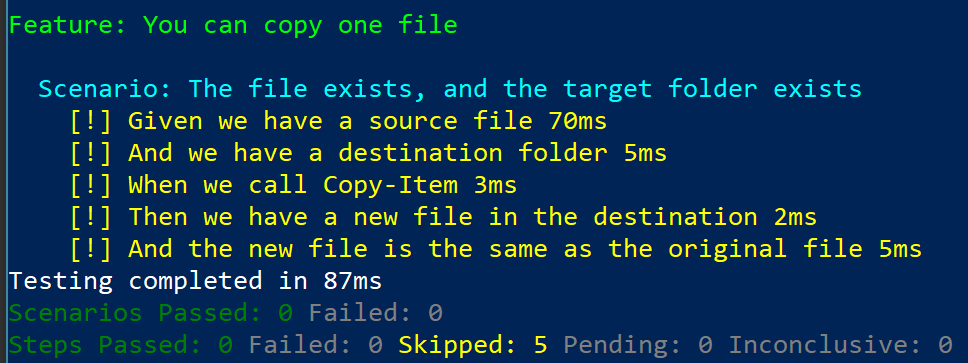 Feature: You can copy one file
Scenario: The file exists, and the target folder exists
[!] Given we have a source file 70ms
[!] And we have a destination folder 5ms
[!] When we call Copy-Item 3ms
[!] Then we have a new file in the destination 2ms
[!] And the new file is the same as the original file 5ms
Testing completed in 87ms
Scenarios Passed: 0 Failed: 0
Steps Passed: 0 Failed: 0 Skipped: 5 Pending: 0 Inconclusive: 0